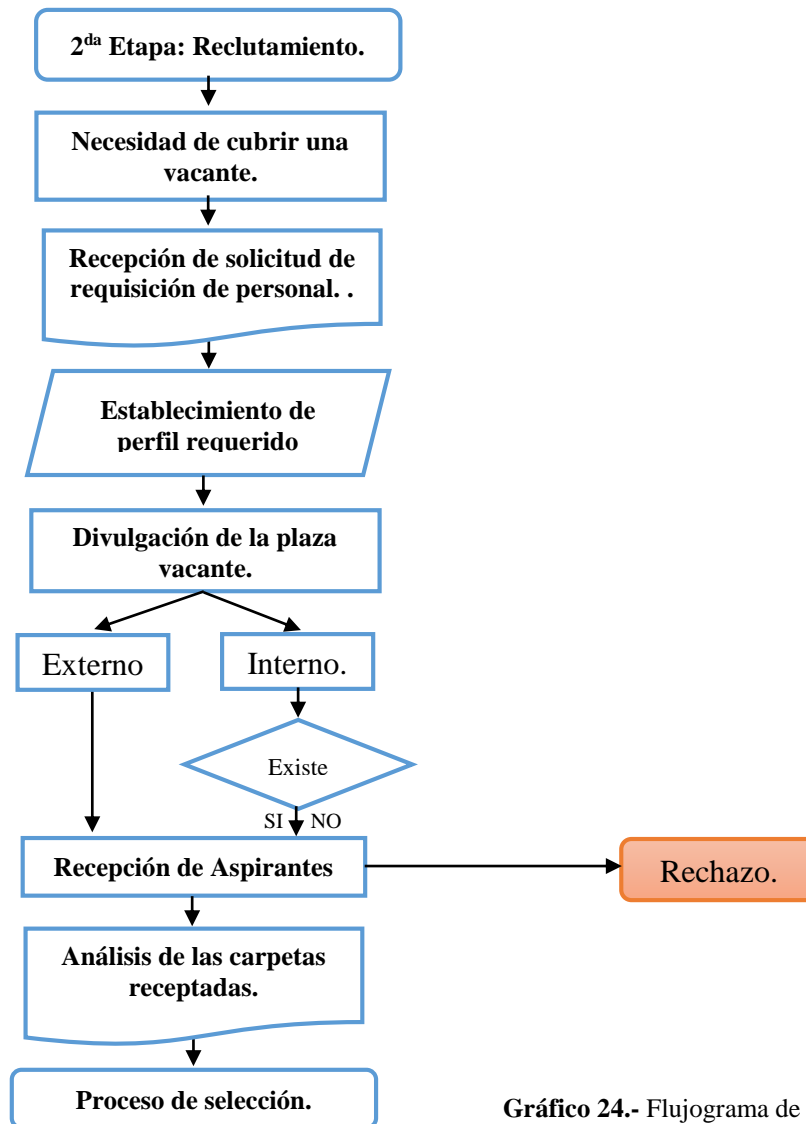 2da Etapa: Reclutamiento.
Necesidad de cubrir una
vacante.
Recepción de solicitud de
requisición de personal. .
Establecimiento de
perfil requerido
Divulgación de la plaza
vacante.
Externo
Interno.
Existe
SI NO
Recepción de Aspirantes
Rechazo.
Análisis de las carpetas
receptadas.
Proceso de selección.
Gráfico 24.- Flujograma de